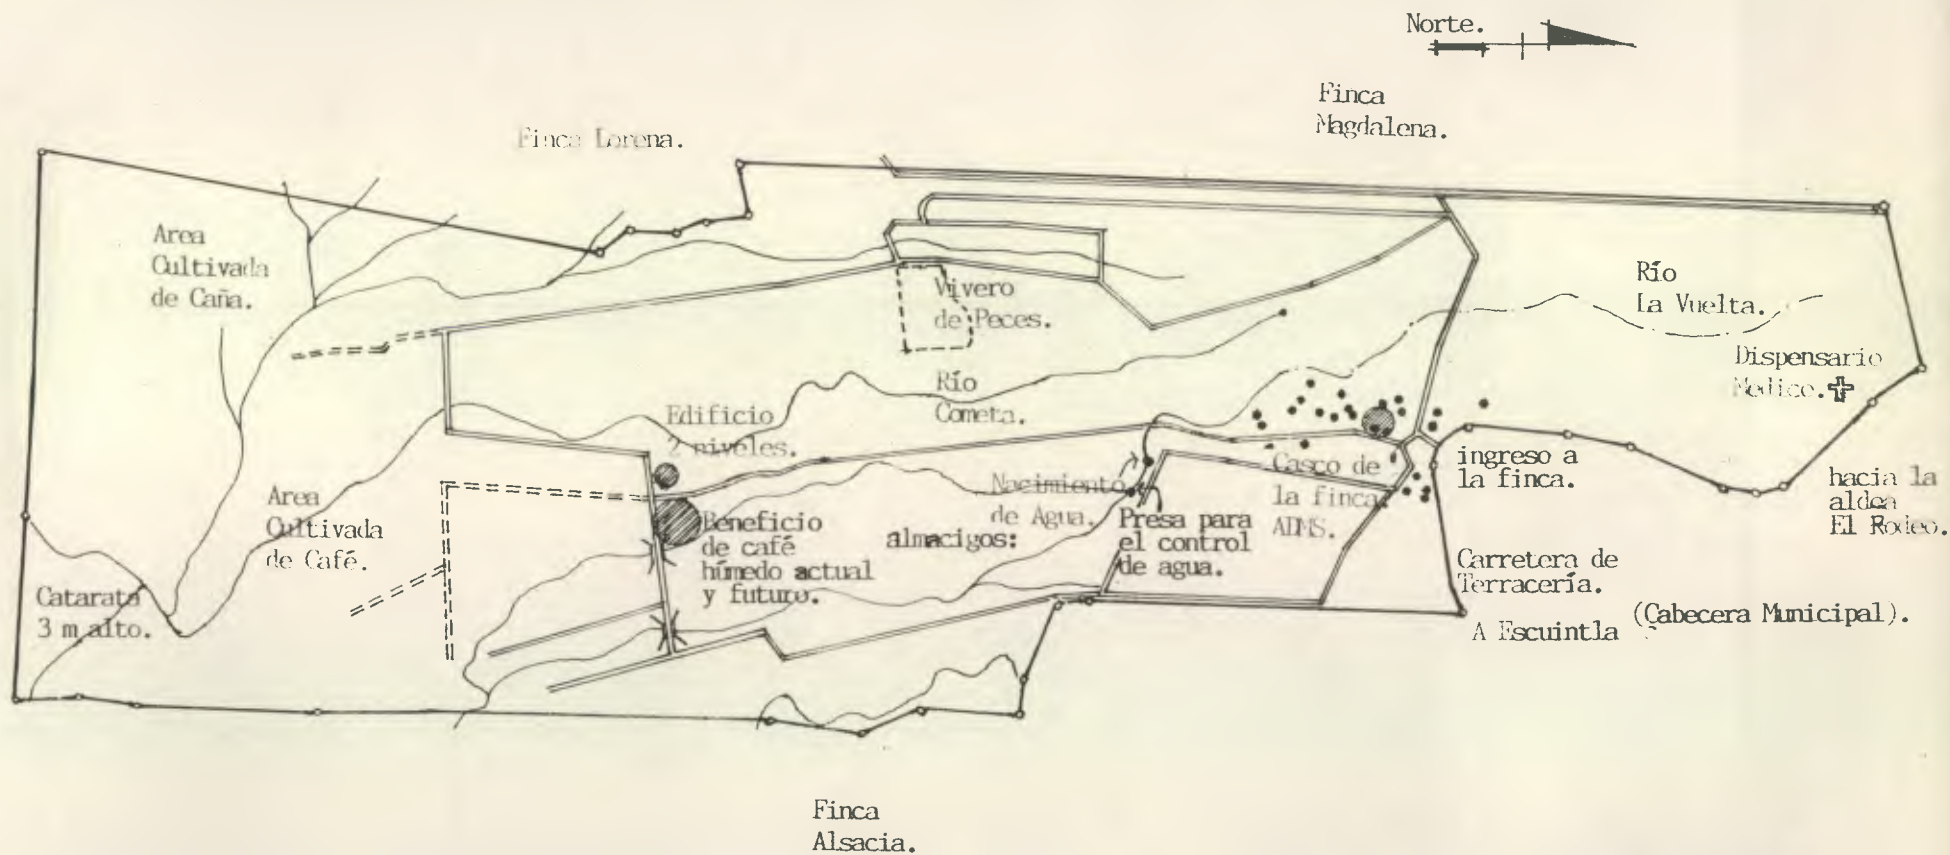 Norte.
Finca
Magdalena.
Finca Lorena.
Area
Cultivada
de Caña.
Río
La Vuelta.
Vivero
de Peces.
Dispensario
Medice.
Río
Cometa.
Edificio
2 niveles.
Casco de
la finca
ADMS.
ingreso a
la finca.
hacia la
aldea
El Rodeo.
Nacimiento
de Agua.
Area
Cultivada
de Café.
Beneficio
de café
húmedo actual
y futuro.
almacigos:
Presa para
el control
de agua.
Carretera de
Terracería.
Catarata
3 m alto.
A Escuintla (Cabecera Municipal).
Finca
Alsacia.